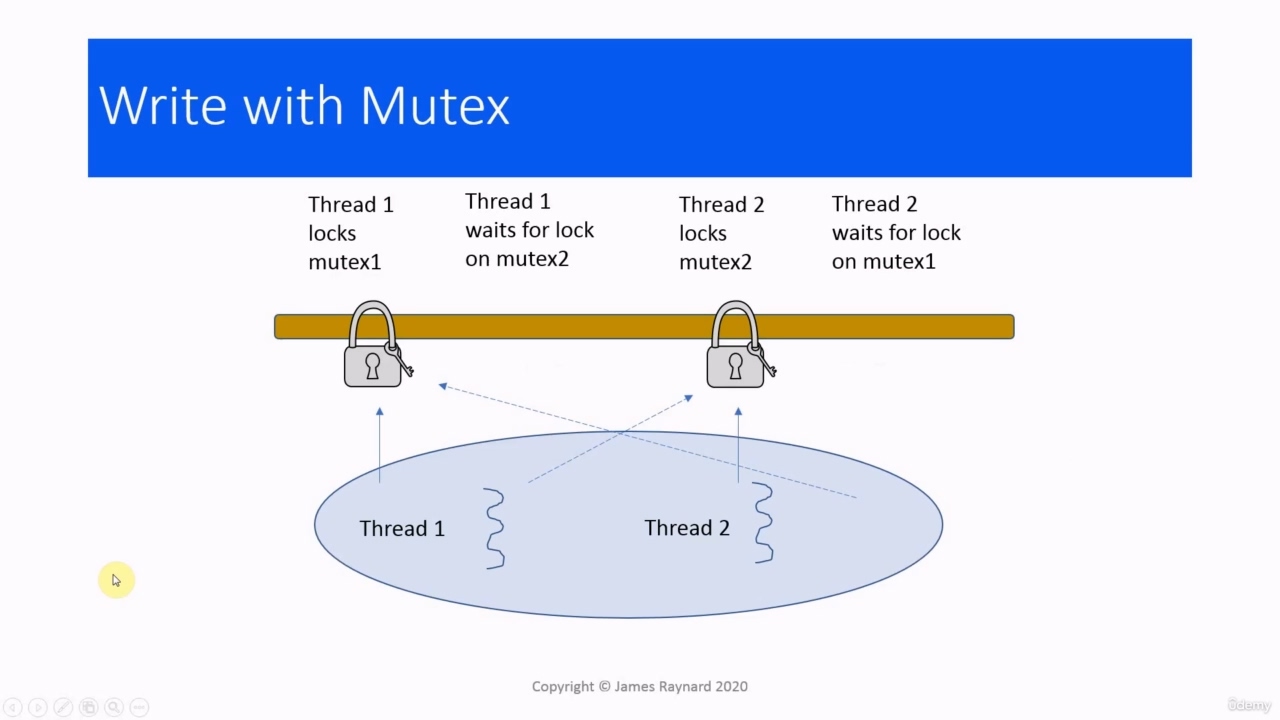 Write with Mutex
Thread 1
locks
mutex1
Thread 1
waits for lock
on mutex2
Thread 2
locks
mutex2
Thread 2
waits for lock
on mutex1
Thread 1
Thread 2
Copyright © James Raynard 2020
ûdemy